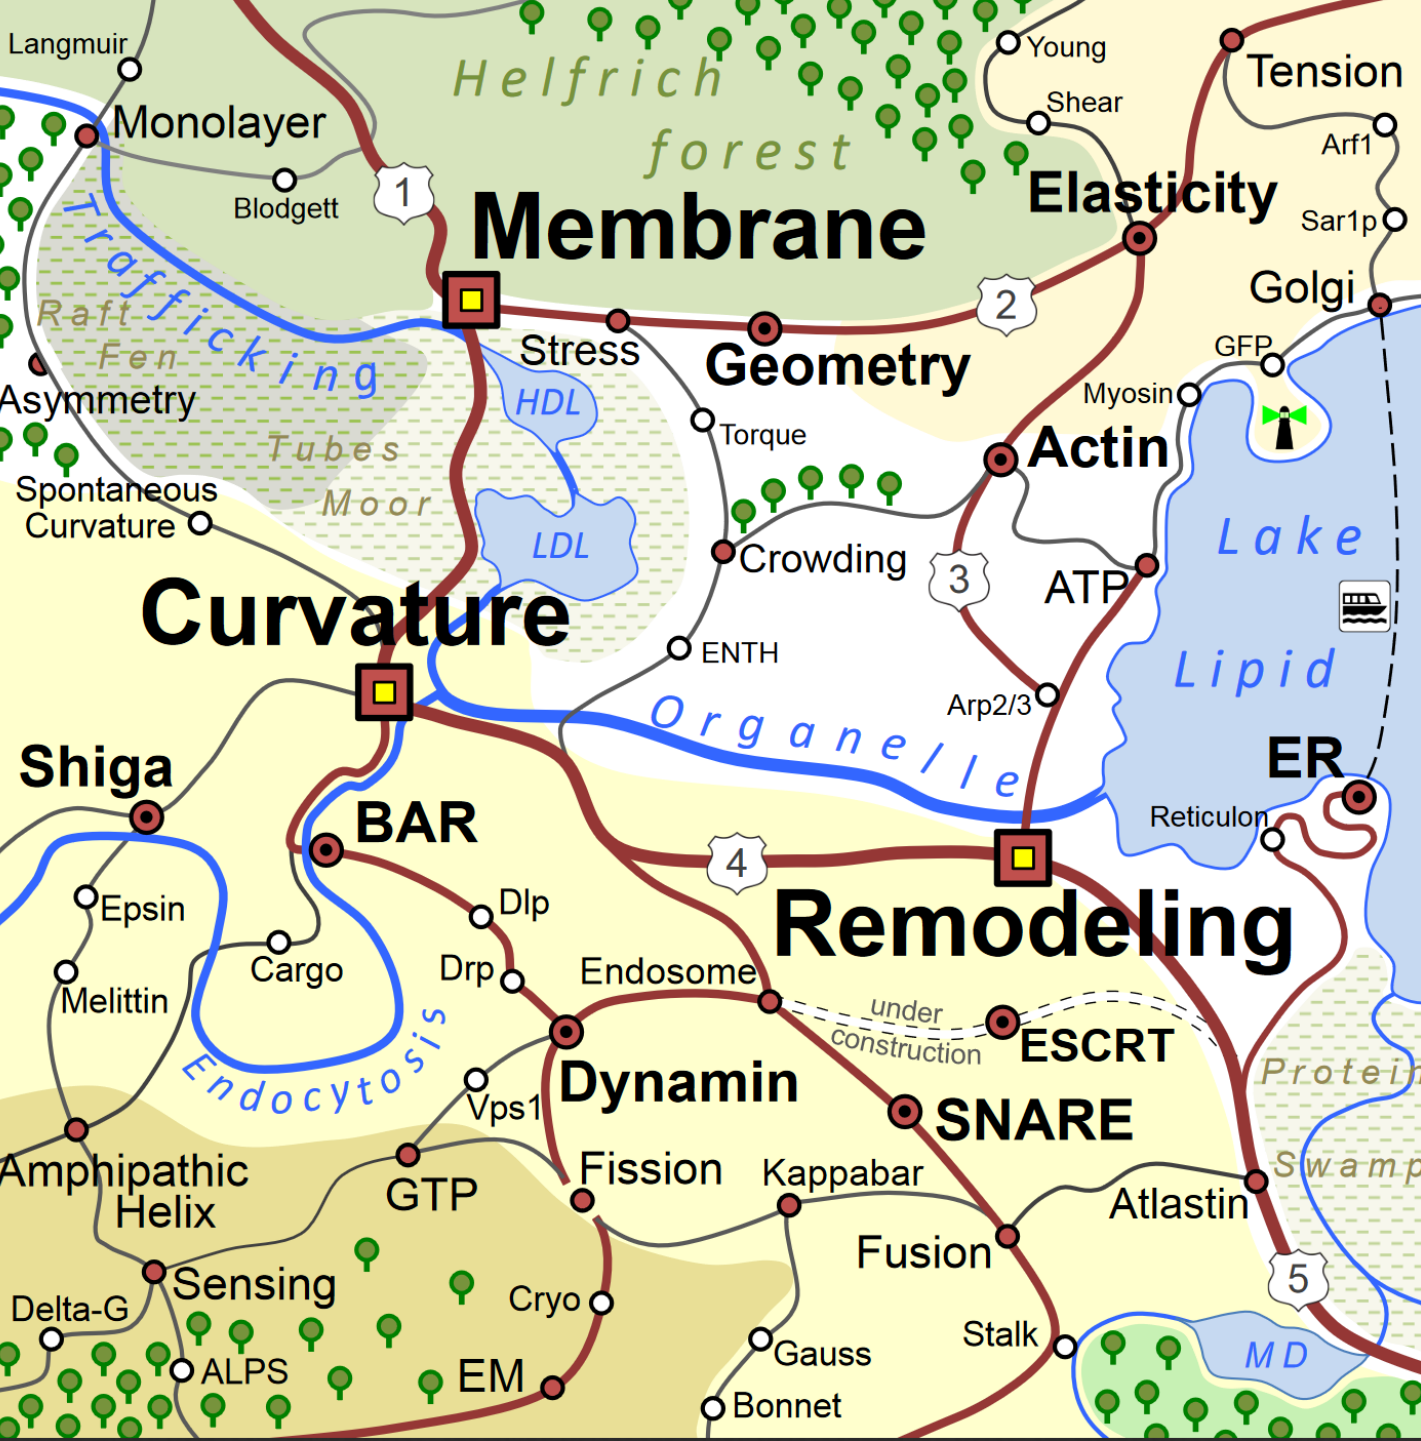 Langmuir
Young
Helfrich
forest
Tension
Shear
Monolayer
Arf1
Blodgett
1
Elasticity
Membrane
Sar1p
Trafficking
Golgi
2
Raft
Fen
Stress
Geometry
GFP
Myosin
HDL
Asymmetry
Torque
Actin
Tubes
Moor
Spontaneous
Curvature
LDL
Lake
Crowding
3
ATP
Curvature
ENTH
Lipid
Organelle
Arp2/3
Shiga
ER
BAR
Reticulon
4
Dlp
Epsin
Remodeling
Cargo
Drp
Endosome
Melittin
under
construction
ESCRT
Endocytosis
Dynamin
Protein
Vps1
SNARE
Amphipathic
Helix
GTP
Fission
Kappabar
Swamp
Atlastin
Fusion
Sensing
5
Delta-G
Cryo
Stalk
ALPS
EM
Gauss
MD
Bonnet